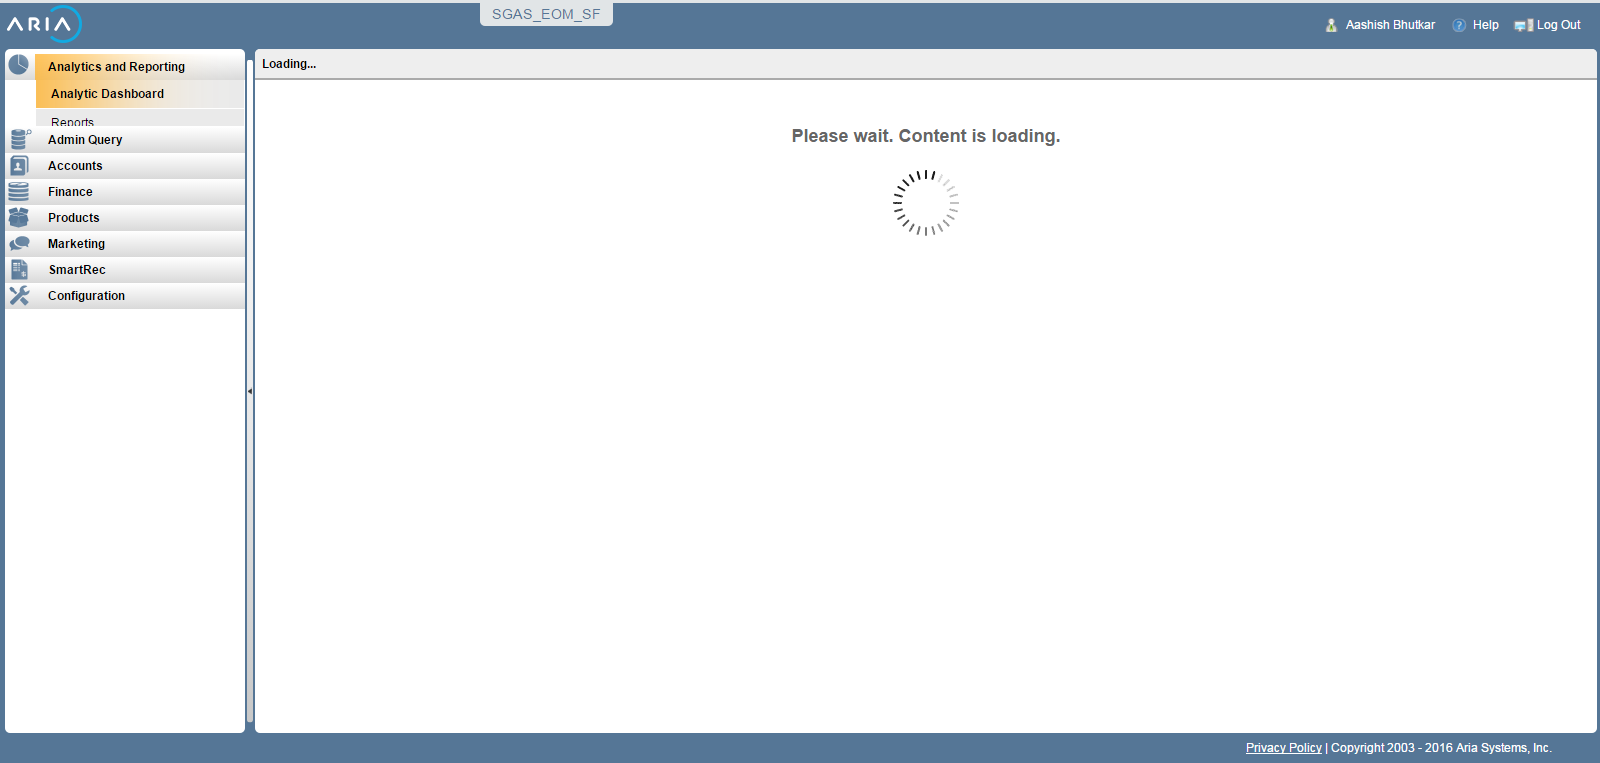 ARIA
SGAS_EOM_SF
Aashish Bhutkar Help Log Out
Analytics and Reporting
Analytic Dashboard
Reports
Admin Query
Accounts
Finance
Products
Marketing
SmartRec
Configuration
Loading...
Please wait. Content is loading.
Privacy Policy | Copyright 2003 - 2016 Aria Systems, Inc.